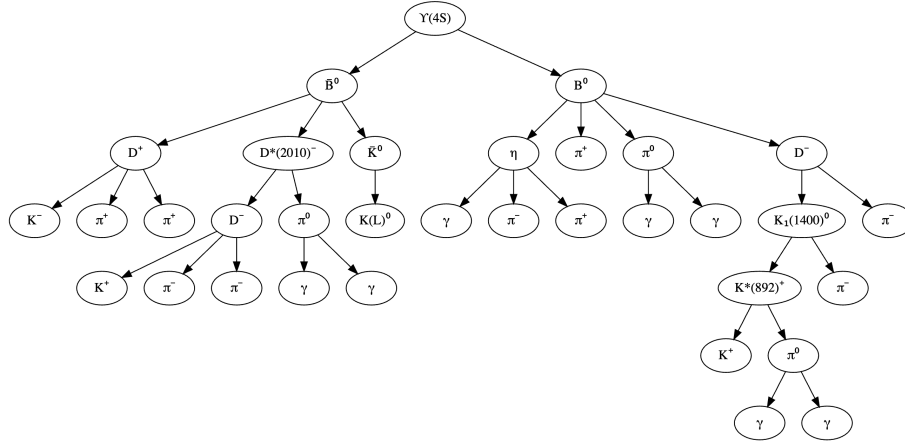 ϒ(4S)
B̄⁰ B⁰
D⁺ D*(2010)⁻ K̄⁰ η π⁺ π⁰ D⁻
K⁻ π⁺ π⁺ D⁻ π⁰ K(L)⁰ γ π⁻ π⁺ γ γ K₁(1400)⁰ π⁻
K⁺ π⁻ π⁻ γ γ K*(892)⁺ π⁻
K⁺ π⁰
γ γ